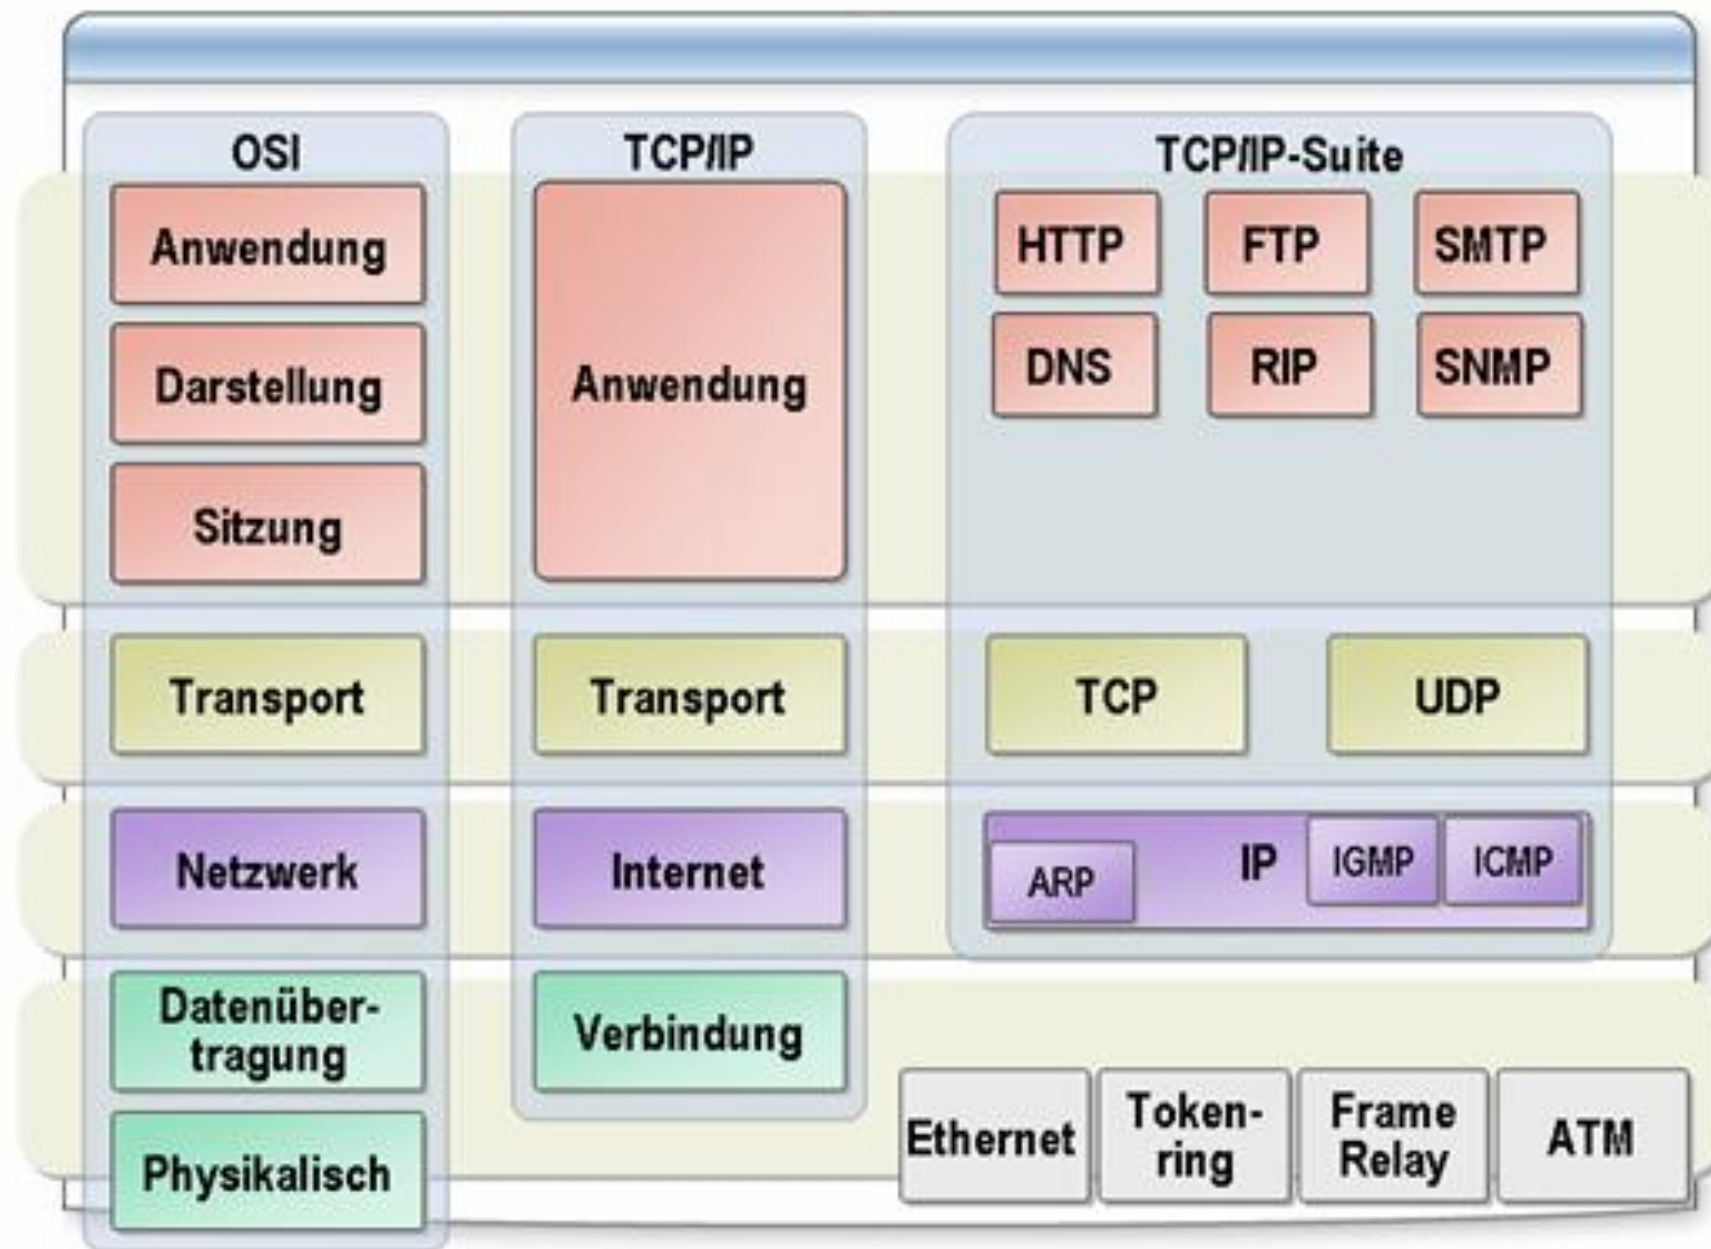 OSI
Anwendung
Darstellung
Sitzung
Transport
Netzwerk
Datenüber-
tragung
Physikalisch
TCP/IP
Anwendung
Transport
Internet
Verbindung
TCP/IP-Suite
HTTP
FTP
SMTP
DNS
RIP
SNMP
TCP
UDP
ARP
IP
IGMP
ICMP
Ethernet
Token-
ring
Frame
Relay
ATM